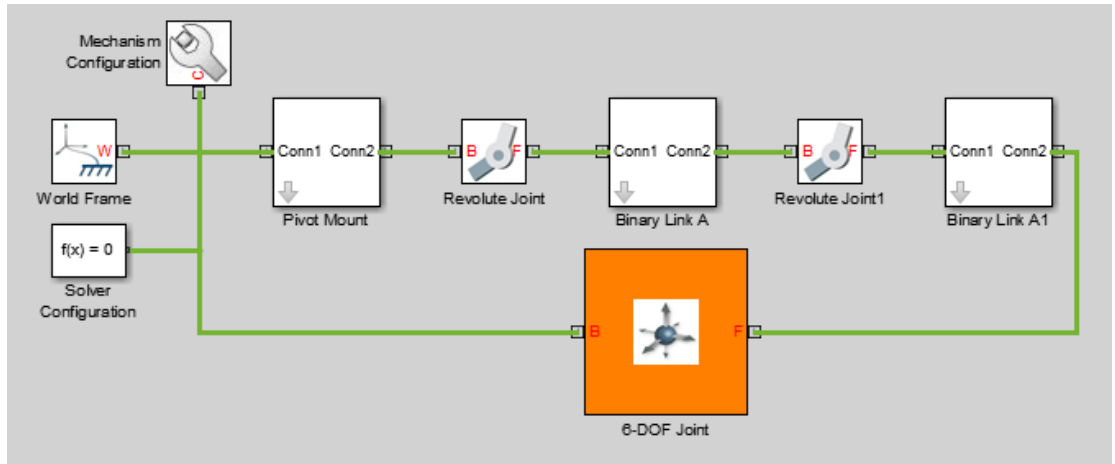 Mechanism
Configuration
C
W
World Frame
Conn1 Conn2
Pivot Mount
B F
Revolute Joint
Conn1 Conn2
Binary Link A
B F
Revolute Joint1
Conn1 Conn2
Binary Link A1
f(x) = 0
Solver
Configuration
B F
6-DOF Joint